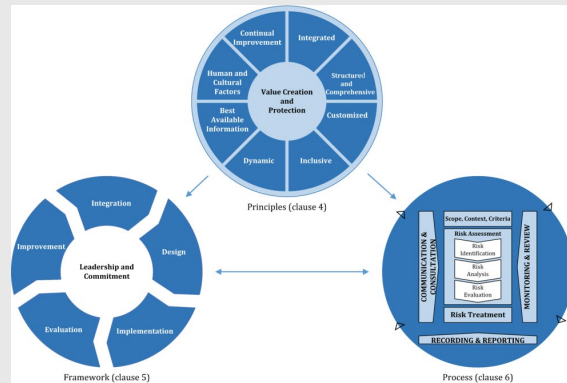 Continual
Improvement
Integrated
Human and
Cultural
Factors
Structured
and
Comprehensive
Value Creation
and
Protection
Best
Available
Information
Customized
Dynamic
Inclusive
Principles (clause 4)
Integration
Improvement
Design
Leadership and
Commitment
Evaluation
Implementation
Framework (clause 5)
Scope, Context, Criteria
Risk Assessment
Risk
Identification
Risk
Analysis
Risk
Evaluation
Risk Treatment
COMMUNICATION &
CONSULTATION
MONITORING & REVIEW
RECORDING & REPORTING
Process (clause 6)